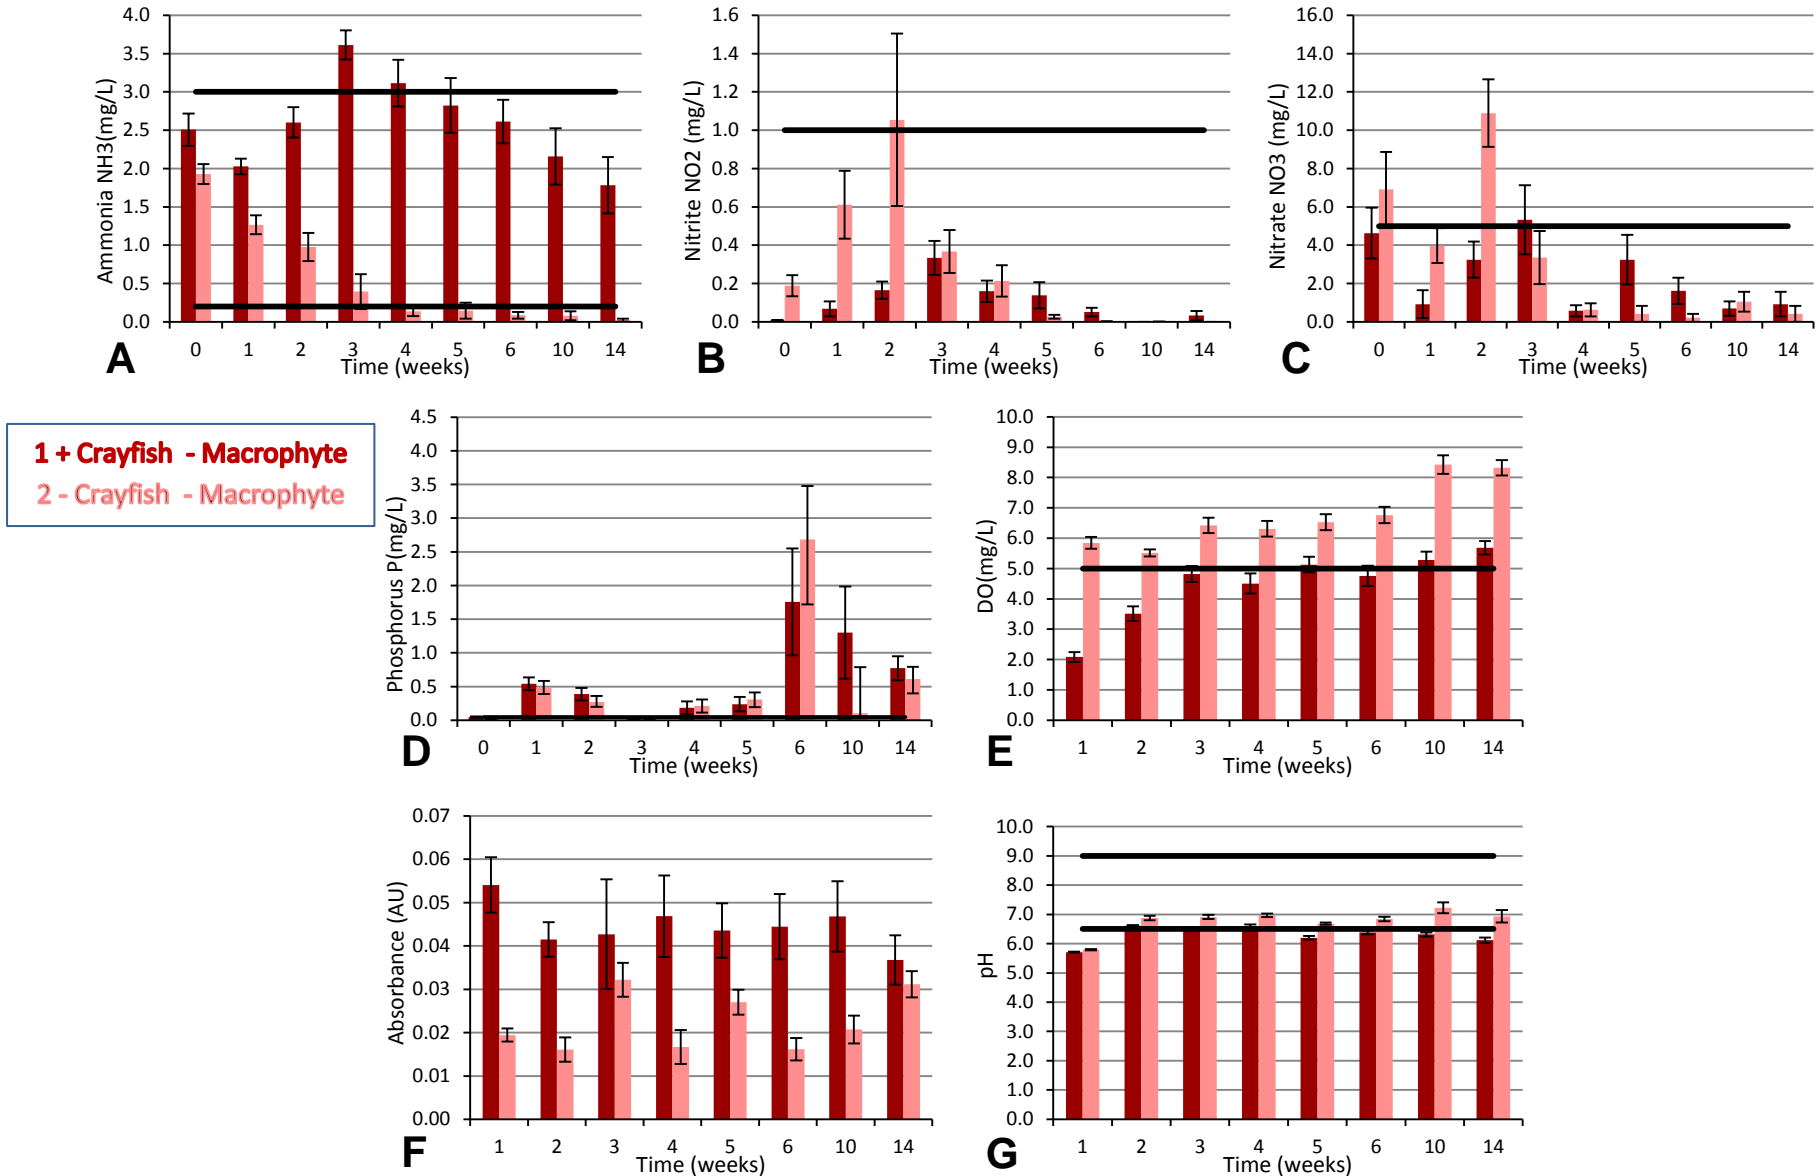 Ammonia NH3(mg/L)
4.0
3.5
3.0
2.5
2.0
1.5
1.0
0.5
0.0
0 1 2 3 4 5 6 10 14
A
Time (weeks)
Nitrite NO2 (mg/L)
1.6
1.4
1.2
1.0
0.8
0.6
0.4
0.2
0.0
0 1 2 3 4 5 6 10 14
B
Time (weeks)
Nitrate NO3 (mg/L)
16.0
14.0
12.0
10.0
8.0
6.0
4.0
2.0
0.0
0 1 2 3 4 5 6 10 14
C
Time (weeks)
1 + Crayfish - Macrophyte
2 - Crayfish - Macrophyte
Phosphorus P(mg/L)
4.5
4.0
3.5
3.0
2.5
2.0
1.5
1.0
0.5
0.0
0 1 2 3 4 5 6 10 14
D
Time (weeks)
DO(mg/L)
10.0
9.0
8.0
7.0
6.0
5.0
4.0
3.0
2.0
1.0
0.0
1 2 3 4 5 6 10 14
E
Time (weeks)
Absorbance (AU)
0.07
0.06
0.05
0.04
0.03
0.02
0.01
0.00
1 2 3 4 5 6 10 14
F
Time (weeks)
pH
10.0
9.0
8.0
7.0
6.0
5.0
4.0
3.0
2.0
1.0
0.0
1 2 3 4 5 6 10 14
G
Time (weeks)